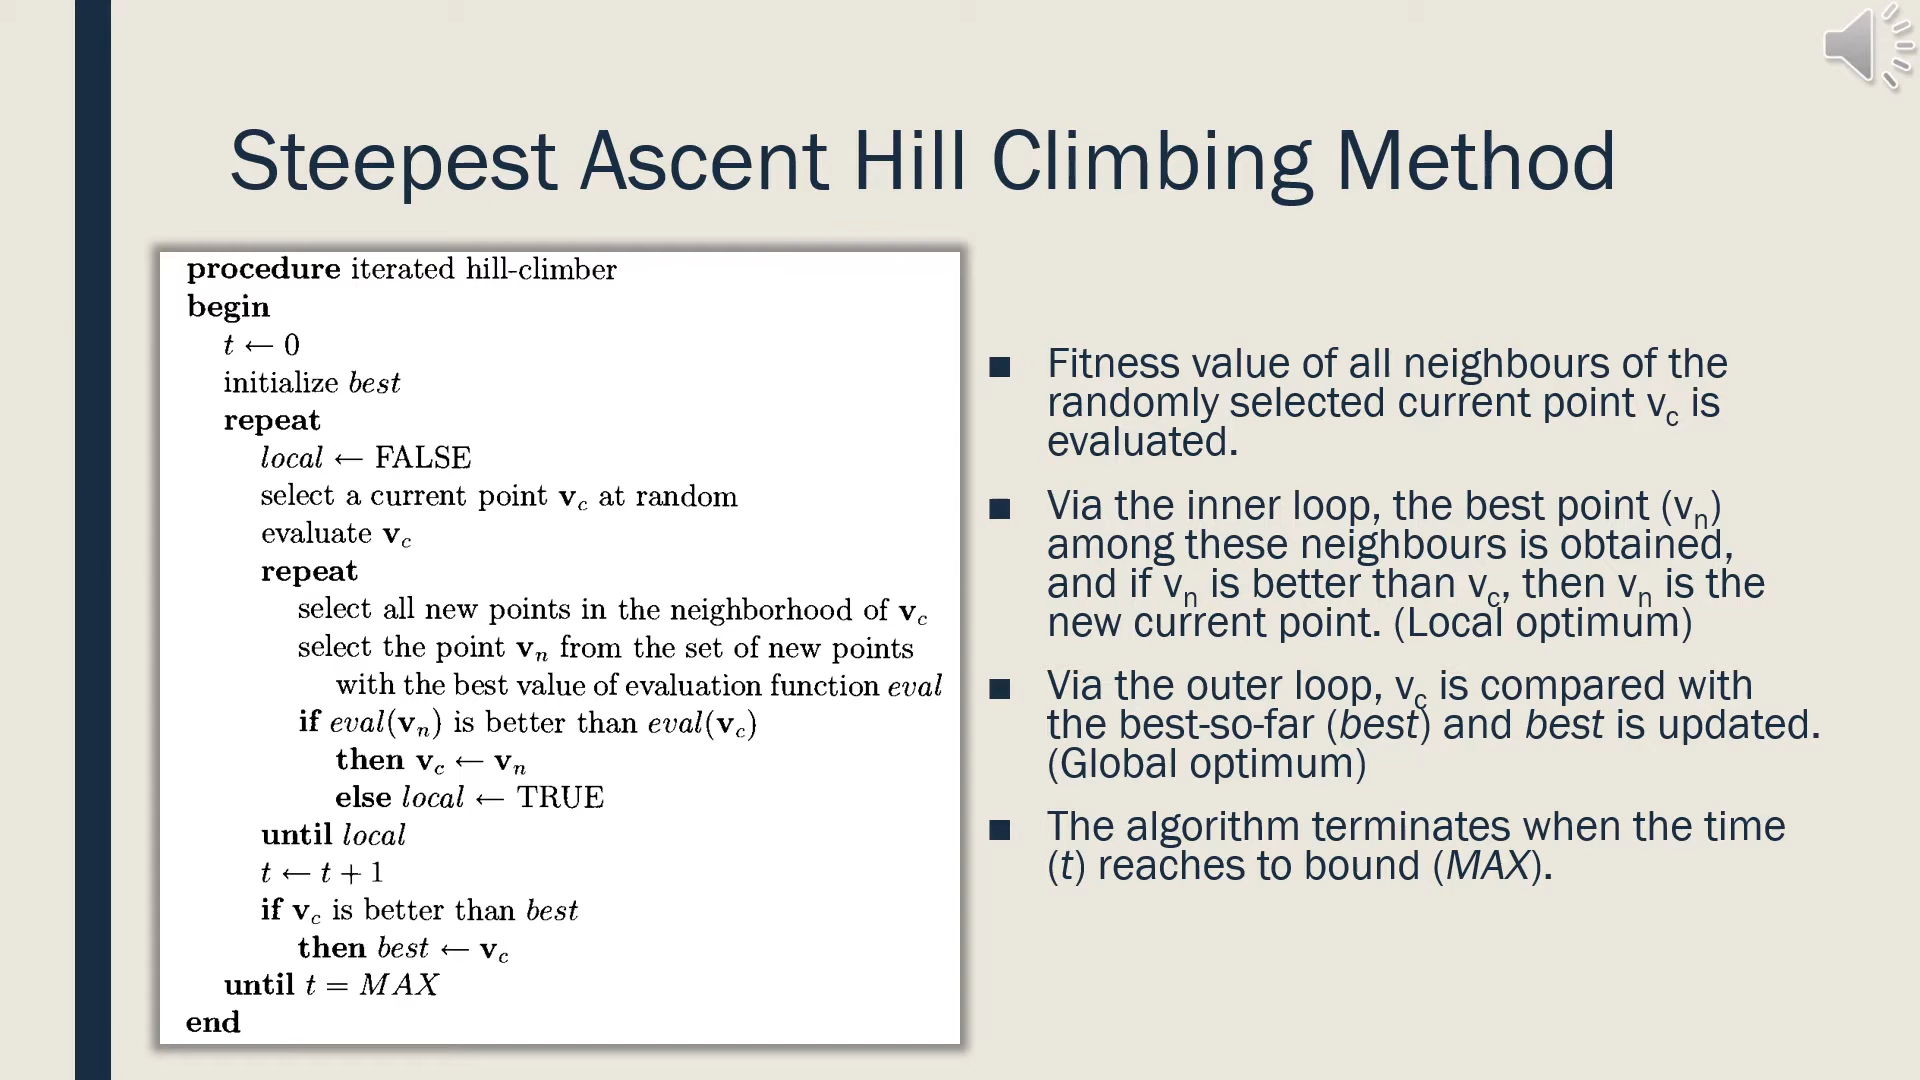 Steepest Ascent Hill Climbing Method
procedure iterated hill-climber
begin
t ← 0
initialize best
repeat
local ← FALSE
select a current point v_c at random
evaluate v_c
repeat
select all new points in the neighborhood of v_c
select the point v_n from the set of new points
with the best value of evaluation function eval
if eval(v_n) is better than eval(v_c)
then v_c ← v_n
else local ← TRUE
until local
t ← t + 1
if v_c is better than best
then best ← v_c
until t = MAX
end
■ Fitness value of all neighbours of the
randomly selected current point v_c is
evaluated.
■ Via the inner loop, the best point (v_n)
among these neighbours is obtained,
and if v_n is better than v_c, then v_n is the
new current point. (Local optimum)
■ Via the outer loop, v_c is compared with
the best-so-far (best) and best is updated.
(Global optimum)
■ The algorithm terminates when the time
(t) reaches to bound (MAX).